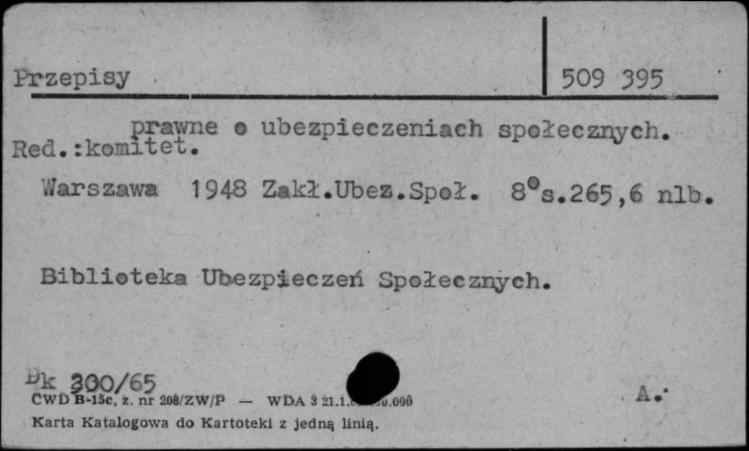 Przepisy 509 395
prawne o ubezpieczeniach społecznych.
Red.:komitet.
Warszawa 1948 Zakł.Ubez.Społ. 8°s.265,6 nlb.
Biblioteka Ubezpieczeń Społecznych.
Dk 300/65 A.
CWD B-15c, z. nr 208/ZW/P — WDA 3 21.1.
Karta Katalogowa do Kartoteki z jedną linią.